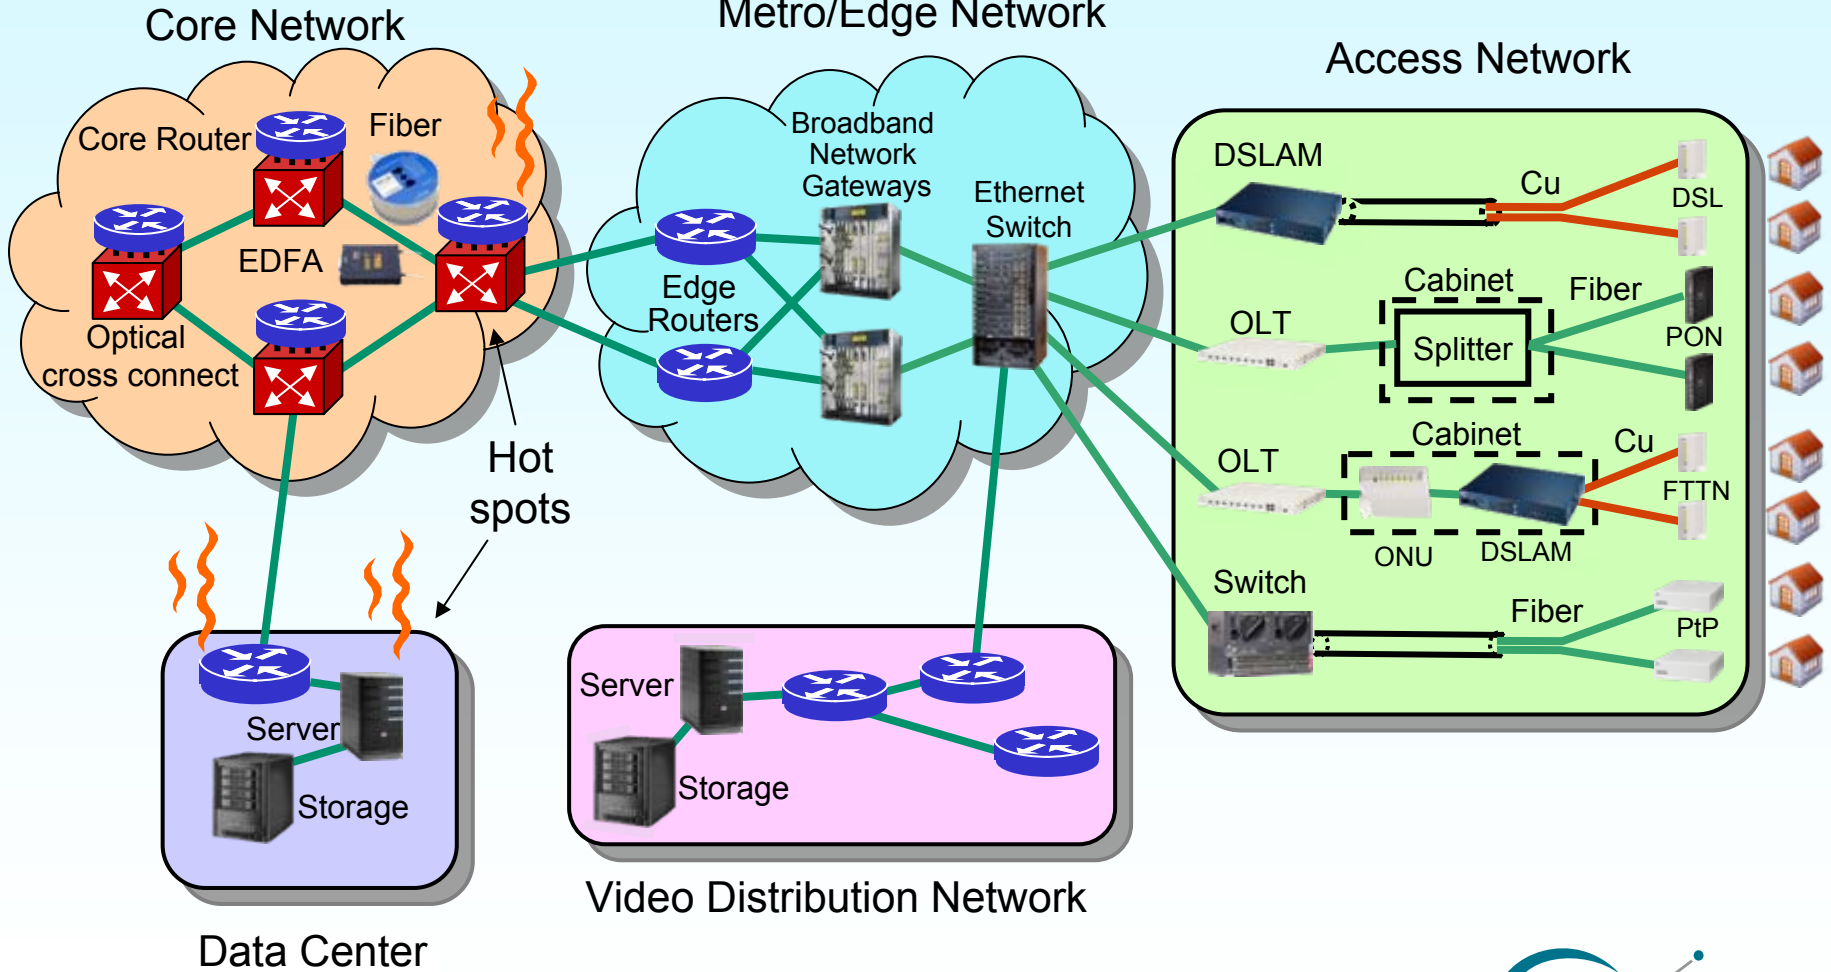 Core Network
Metro/Edge Network
Access Network
Core Router
Fiber
EDFA
Optical
cross connect
Hot
spots
Broadband
Network
Gateways
Ethernet
Switch
Edge
Routers
DSLAM
Cu
DSL
Cabinet
Fiber
OLT
Splitter
PON
Cabinet
Cu
OLT
FTTN
ONU
DSLAM
Switch
Fiber
PtP
Server
Storage
Data Center
Server
Storage
Video Distribution Network